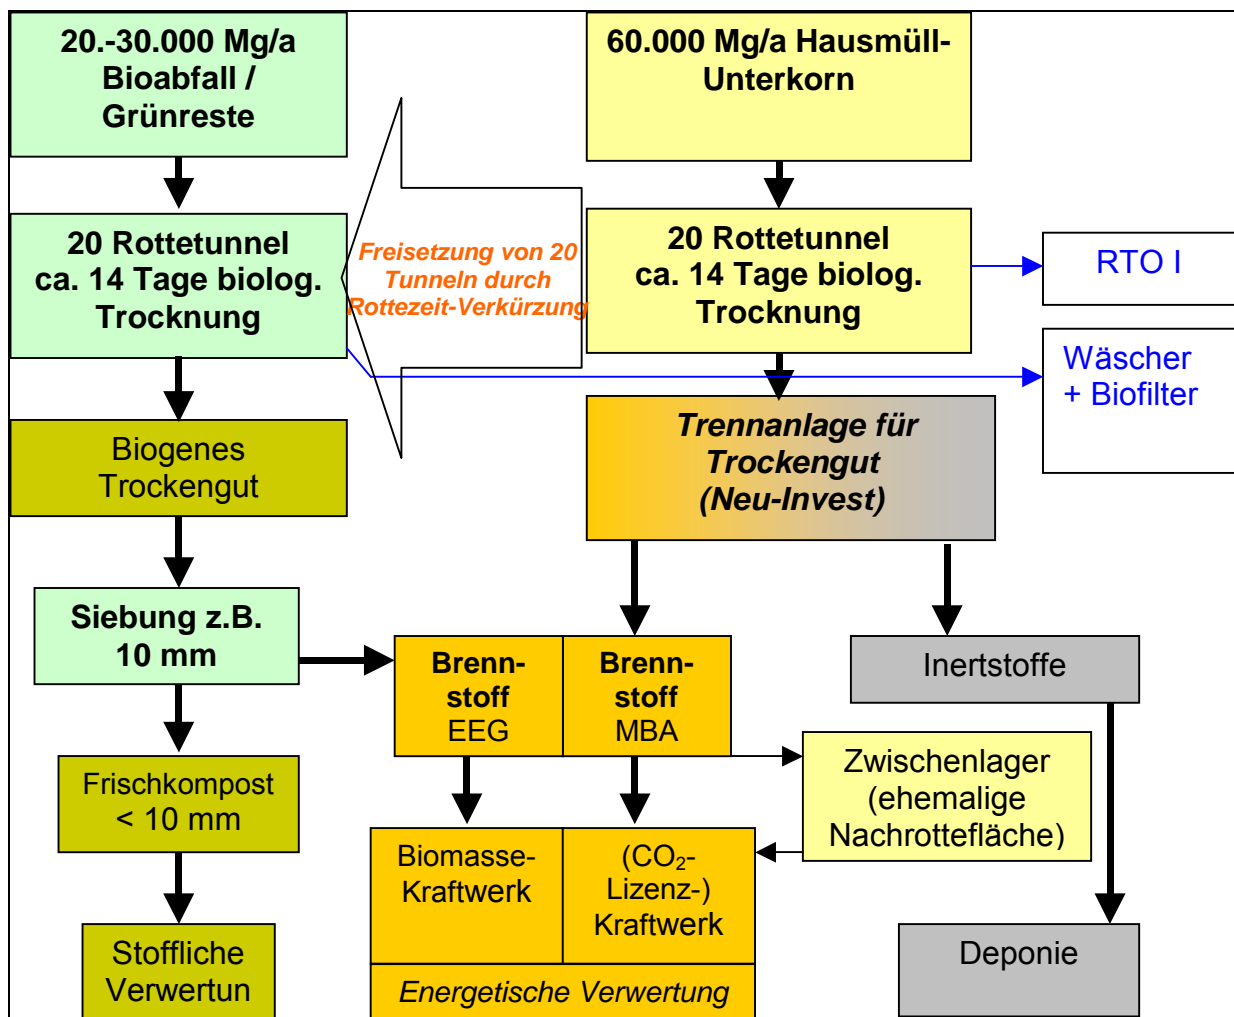 20.-30.000 Mg/a
Bioabfall /
Grünreste
60.000 Mg/a Hausmüll-
Unterkorn
20 Rottetunnel
ca. 14 Tage biolog.
Trocknung
Freisetzung von 20
Tunneln durch
Rottezeit-Verkürzung
20 Rottetunnel
ca. 14 Tage biolog.
Trocknung
RTO I
Wäscher
+ Biofilter
Biogenes
Trockengut
Trennanlage für
Trockengut
(Neu-Invest)
Siebung z.B.
10 mm
Brenn-
stoff
EEG
Brenn-
stoff
MBA
Inertstoffe
Zwischenlager
(ehemalige
Nachrottefläche)
Frischkompost
< 10 mm
Biomasse-
Kraftwerk
(CO₂-
Lizenz-)
Kraftwerk
Stoffliche
Verwertun
Deponie
Energetische Verwertung